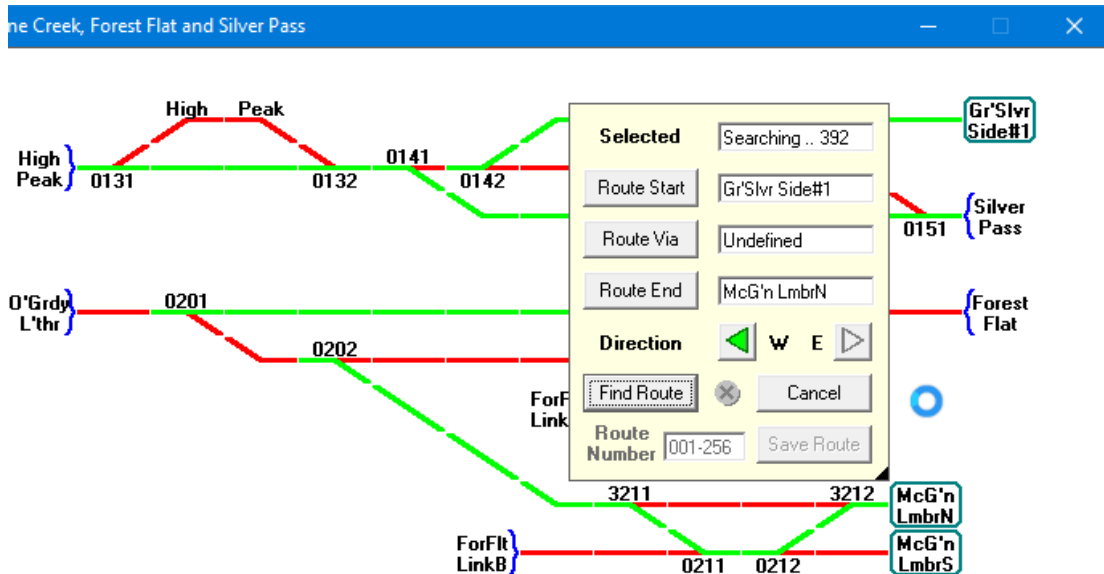 ne Creek, Forest Flat and Silver Pass
High Peak
Gr'Slvr
Side#1
High
Peak
0131
0132
0141
0142
Selected
Searching .. 392
Route Start
Gr'Slvr Side#1
Silver
Pass
0151
Route Via
Undefined
Route End
McG'n LmbrN
O'Grdy
L'thr
0201
0202
Forest
Flat
Direction
W E
Find Route
Cancel
ForF
Link
Route
Number
001-256
Save Route
3211
3212
McG'n
LmbrN
ForFlt
LinkB
0211
0212
McG'n
LmbrS